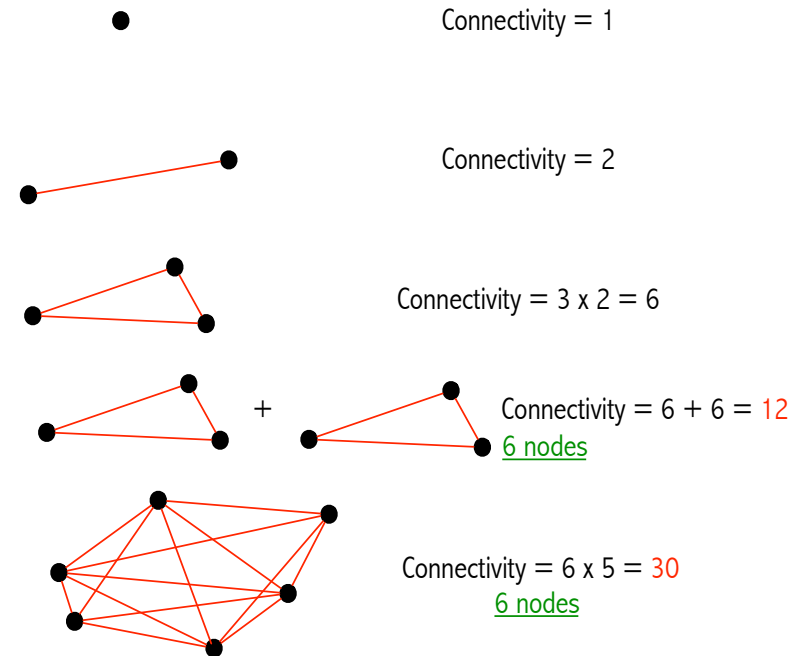 Connectivity = 1
Connectivity = 2
Connectivity = 3 x 2 = 6
+
Connectivity = 6 + 6 = 12
6 nodes
Connectivity = 6 x 5 = 30
6 nodes